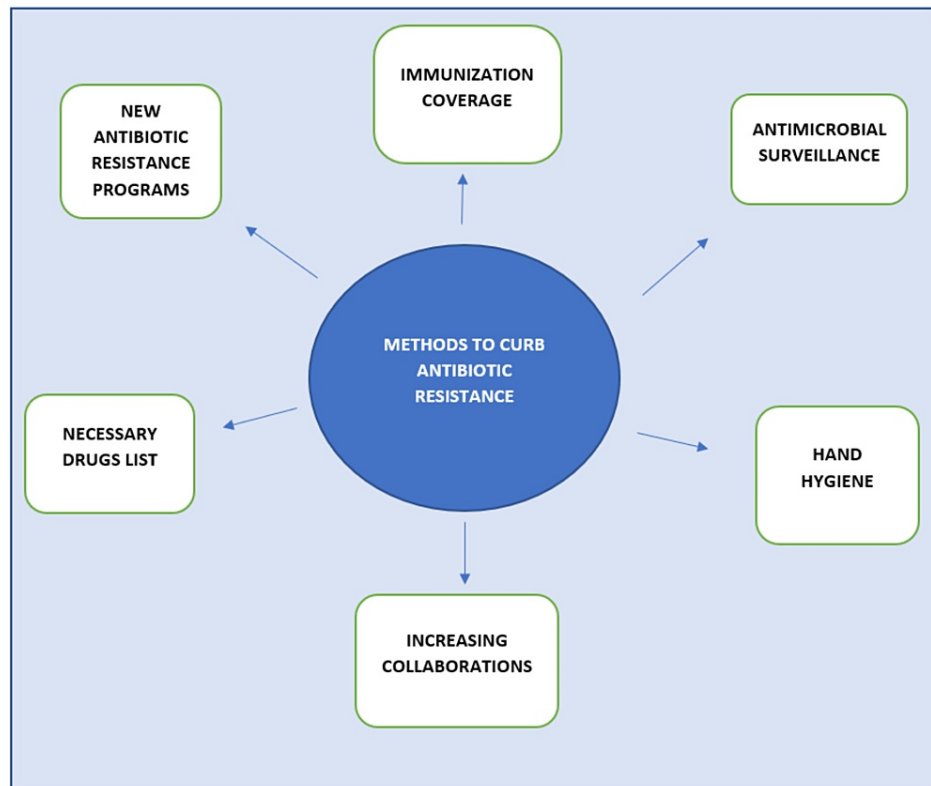 IMMUNIZATION
COVERAGE
NEW
ANTIBIOTIC
RESISTANCE
PROGRAMS
ANTIMICROBIAL
SURVEILLANCE
METHODS TO CURB
ANTIBIOTIC
RESISTANCE
NECESSARY
DRUGS LIST
HAND
HYGIENE
INCREASING
COLLABORATIONS